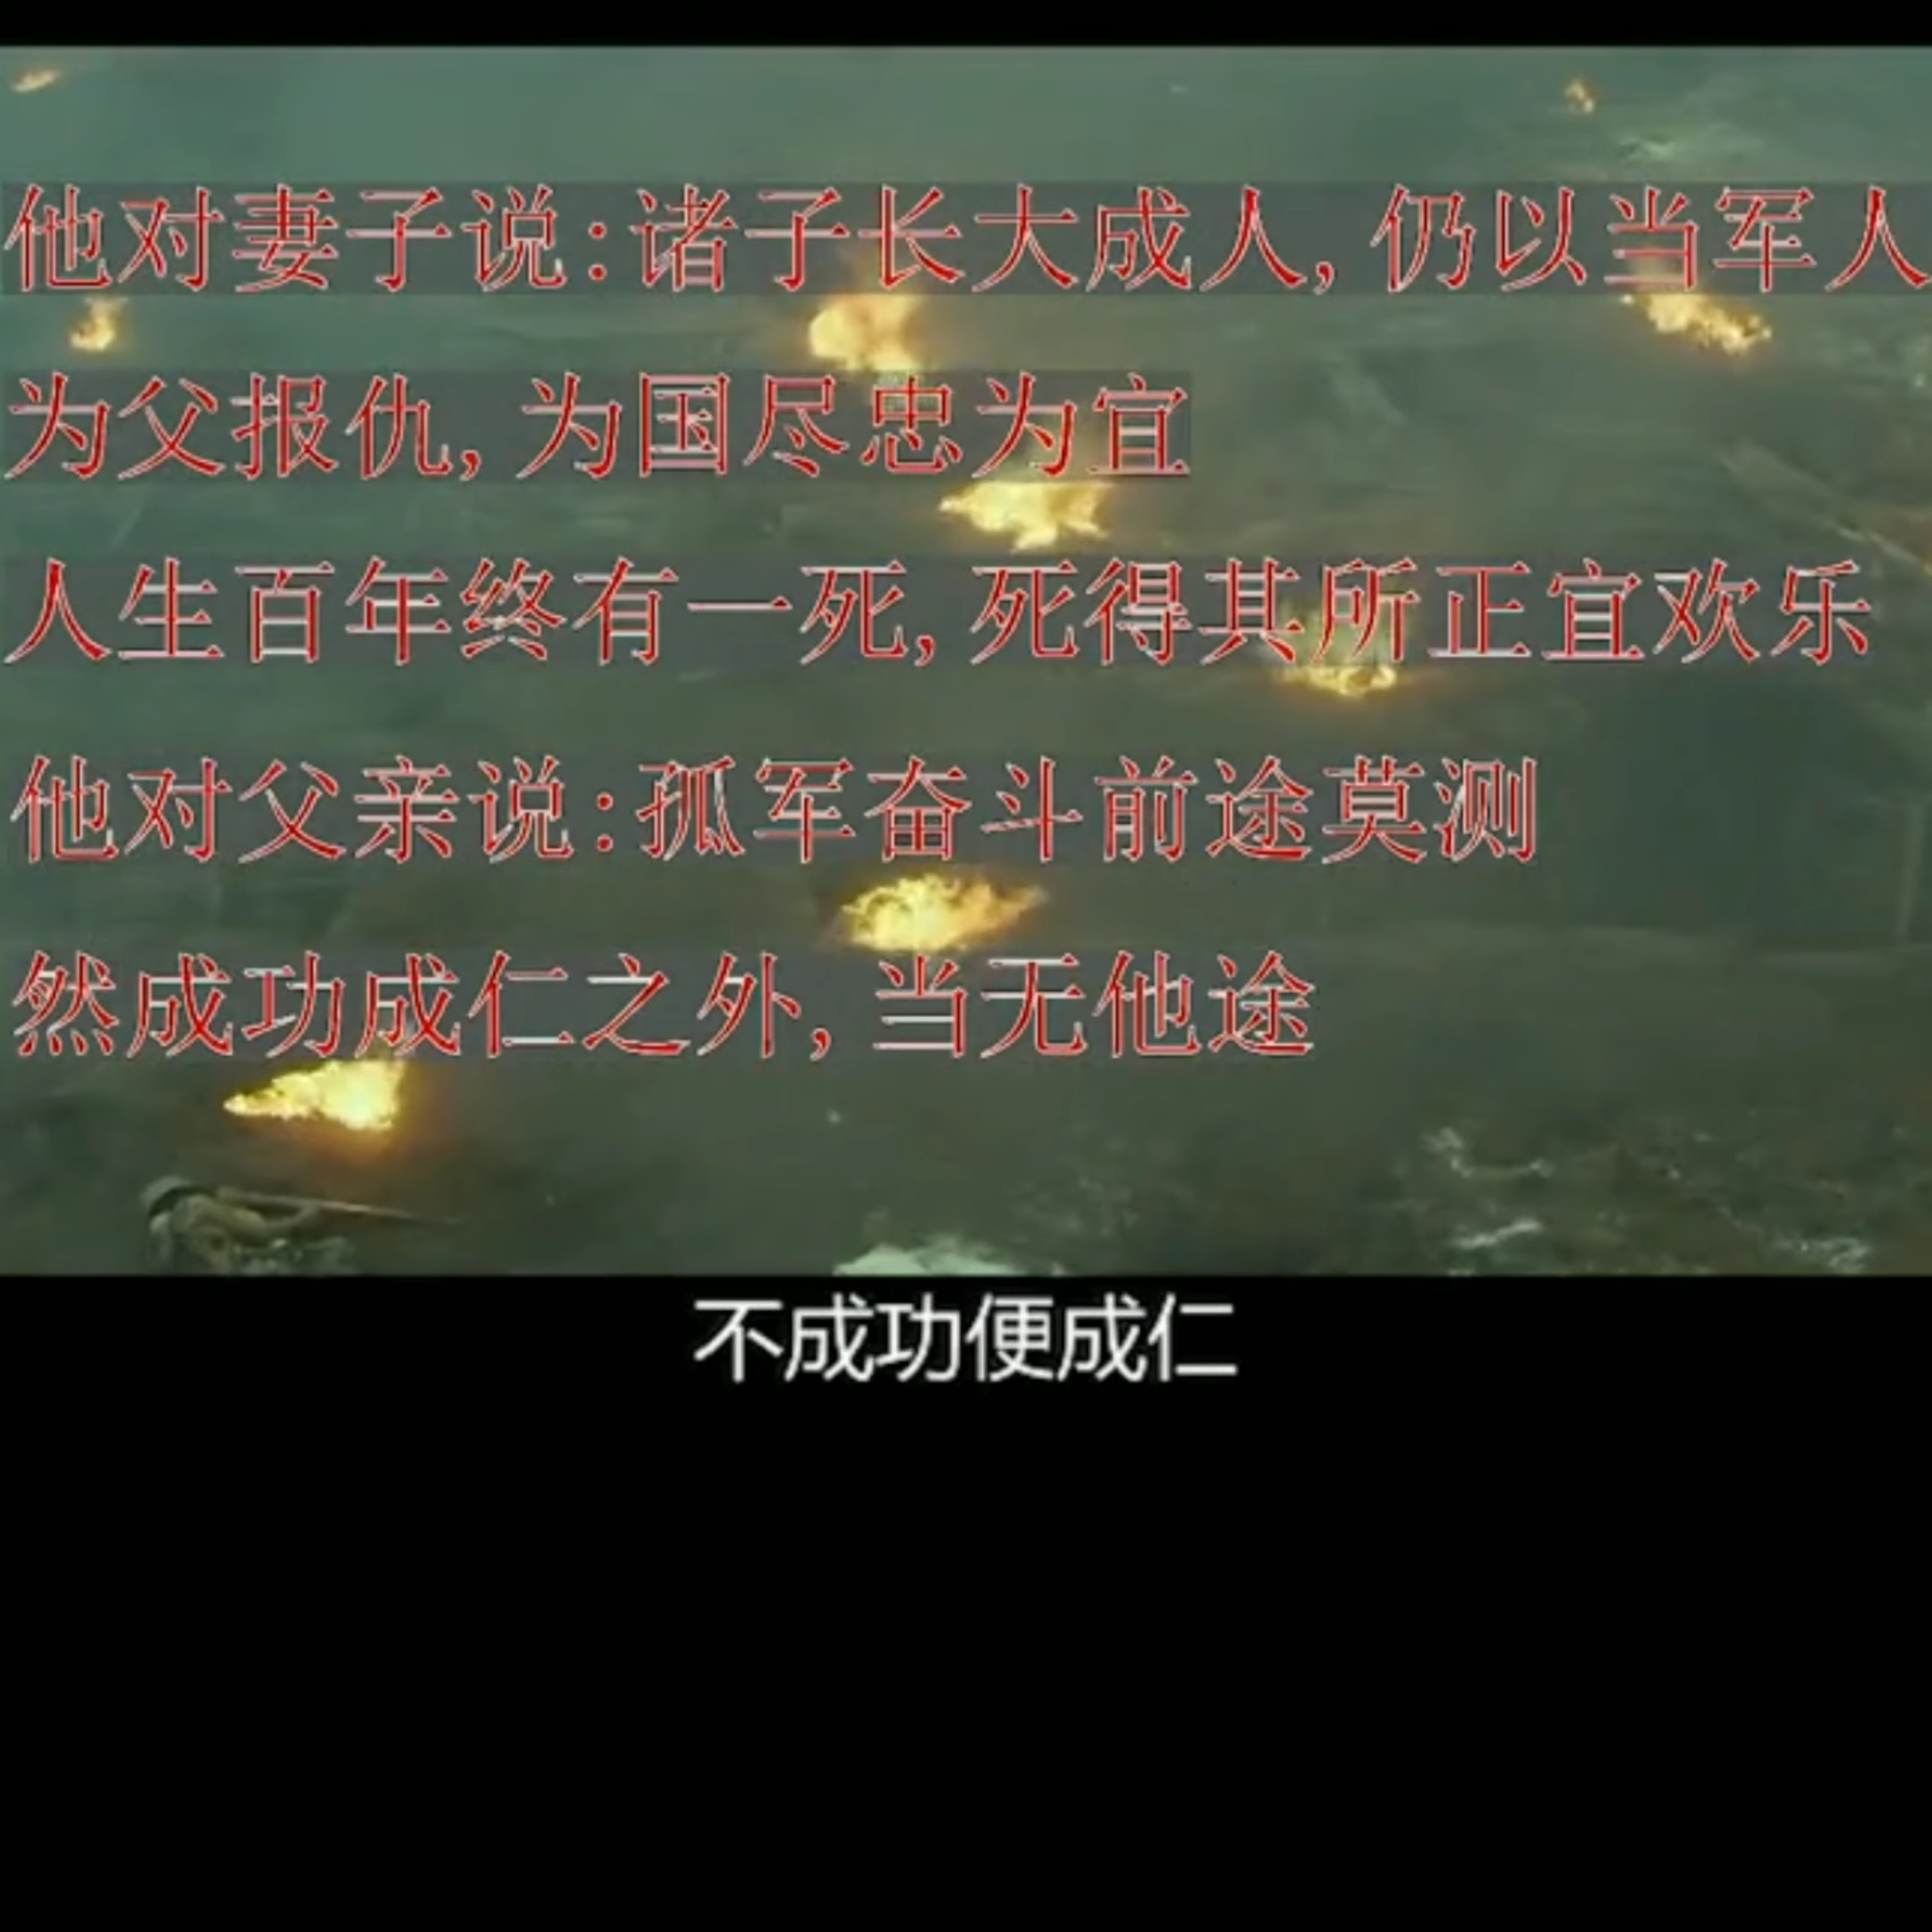 他对妻子说:诸子长大成人,仍以当军人
为父报仇,为国尽忠为宜
人生百年终有一死,死得其所正宜欢乐
他对父亲说:孤军奋斗前途莫测
然成功成仁之外,当无他途
不成功便成仁